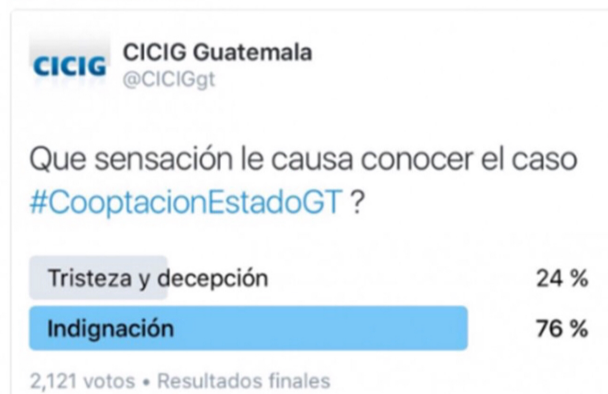 CICIG
CICIG Guatemala
@CICIGgt
Que sensación le causa conocer el caso
#CooptacionEstadoGT ?
Tristeza y decepción 24 %
Indignación 76 %
2,121 votos • Resultados finales